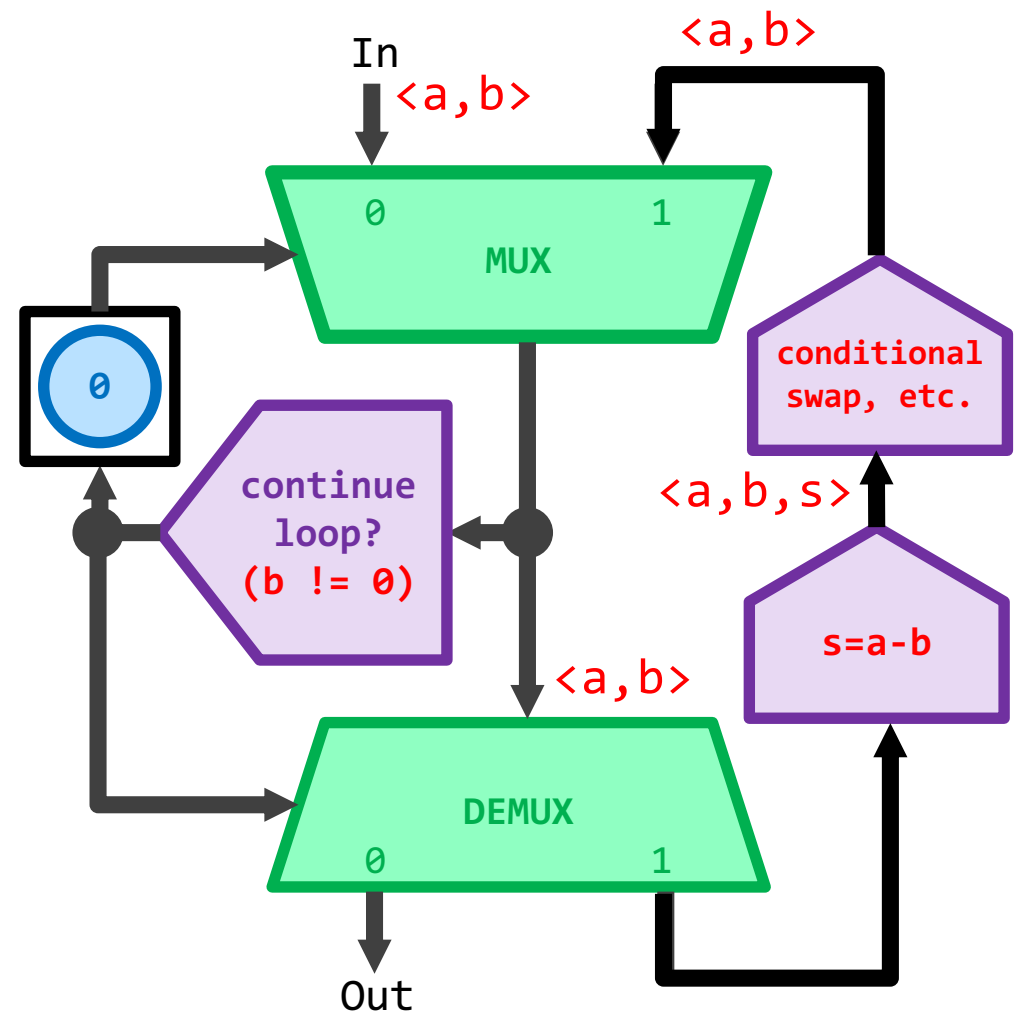 In
<a,b>
<a,b>
0
1
MUX
0
conditional
swap, etc.
continue
loop?
(b != 0)
<a,b,s>
s=a-b
<a,b>
DEMUX
0
1
Out